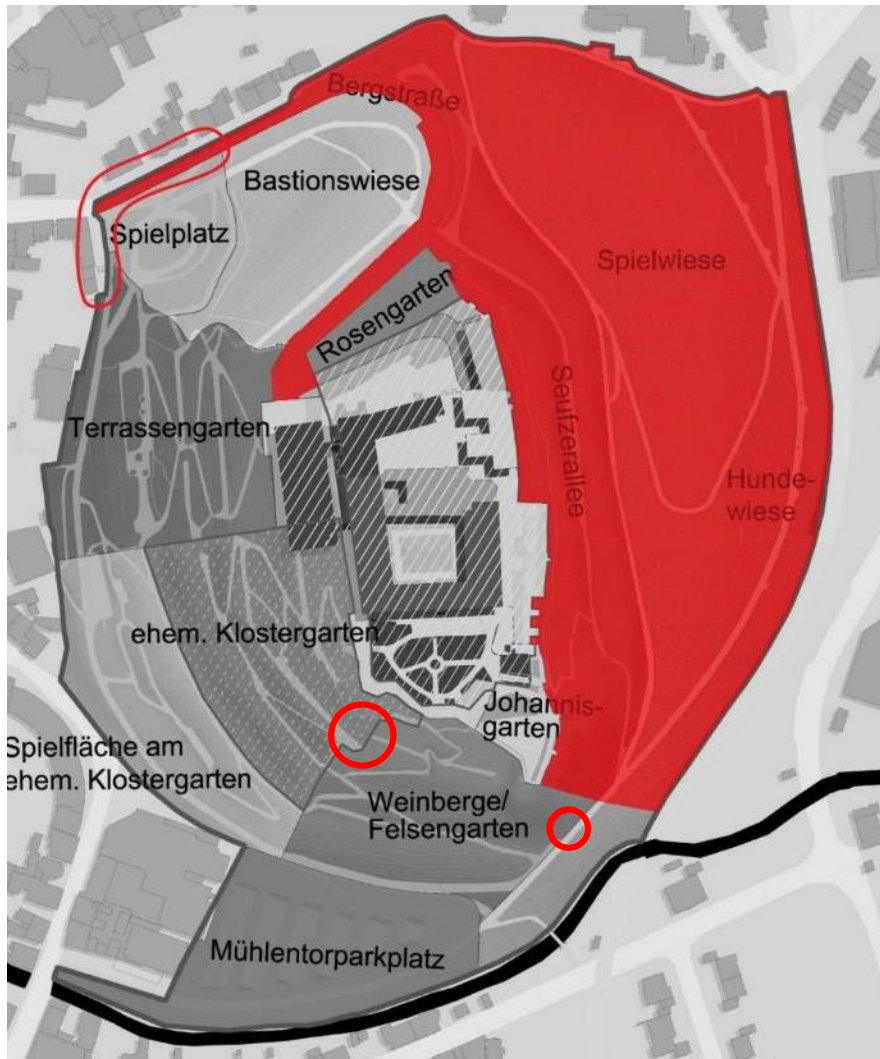 Bergstraße
Bastionswiese
Spielplatz
Spielwiese
Rosengarten
Seufzerallee
Terrassengarten
Hunde-
wiese
ehem. Klostergarten
Johannis-
garten
Spielfläche am
ehem. Klostergarten
Weinberge/
Felsengarten
Mühlentorparkplatz